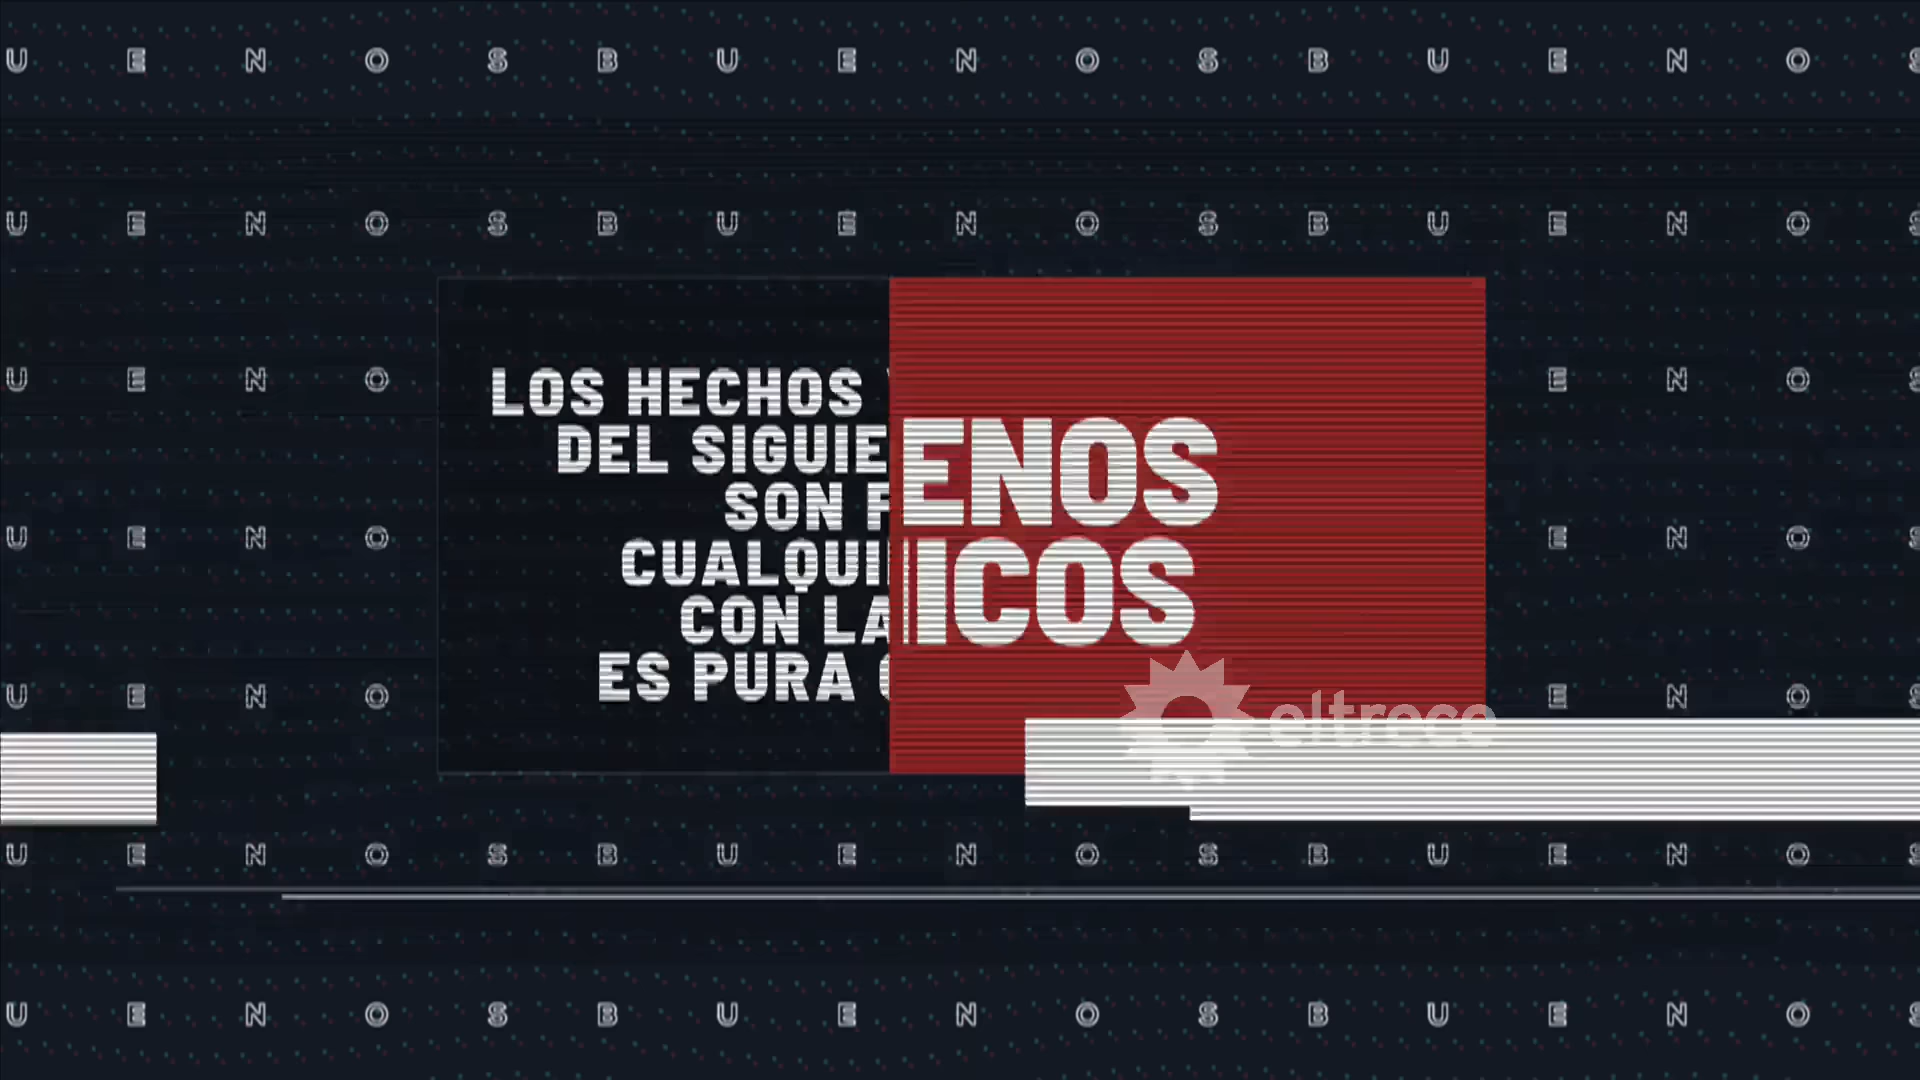 U E N O S B U E N O S B U E N O S
U E N O S B U E N O S B U E N O S
U E N O E N O S
U E N O E N O S
U E N O E N O S
LOS HECHOS
DEL SIGUIE
SON
CUALQUI
CON LA
ES PURA
ENOS
ICOS
eltrece
U E N O S B U E N O S B U E N O S
U E N O S B U E N O S B U E N O S